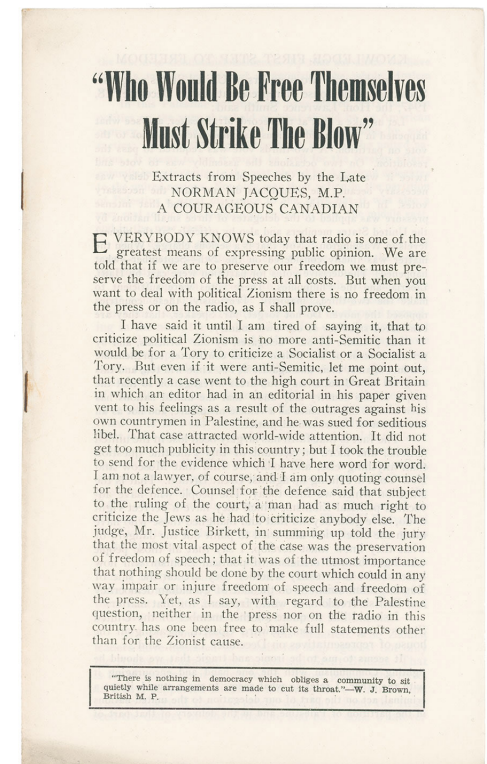 “Who Would Be Free Themselves
Must Strike The Blow”
Extracts from Speeches by the Late
NORMAN JACQUES, M.P.
A COURAGEOUS CANADIAN
EVERYBODY KNOWS today that radio is one of the
greatest means of expressing public opinion. We are
told that if we are to preserve our freedom we must pre-
serve the freedom of the press at all costs. But when you
want to deal with political Zionism there is no freedom in
the press or on the radio, as I shall prove.
I have said it until I am tired of saying it, that to
criticize political Zionism is no more anti-Semitic than it
would be for a Tory to criticize a Socialist or a Socialist a
Tory. But even if it were anti-Semitic, let me point out,
that recently a case went to the high court in Great Britain
in which an editor had in an editorial in his paper given
vent to his feelings as a result of the outrages against his
own countrymen in Palestine, and he was sued for seditious
libel. That case attracted world-wide attention. It did not
get too much publicity in this country; but I took the trouble
to send for the evidence which I have here word for word.
I am not a lawyer, of course, and I am only quoting counsel
for the defence. Counsel for the defence said that subject
to the ruling of the court, a man had as much right to
criticize the Jews as he had to criticize anybody else. The
judge, Mr. Justice Birkett, in summing up told the jury
that the most vital aspect of the case was the preservation
of freedom of speech; that it was of the utmost importance
that nothing should be done by the court which could in any
way impair or injure freedom of speech and freedom of
the press. Yet, as I say, with regard to the Palestine
question, neither in the press nor on the radio in this
country has one been free to make full statements other
than for the Zionist cause.
“There is nothing in democracy which obliges a community to sit
quietly while arrangements are made to cut its throat.”—W. J. Brown,
British M. P.